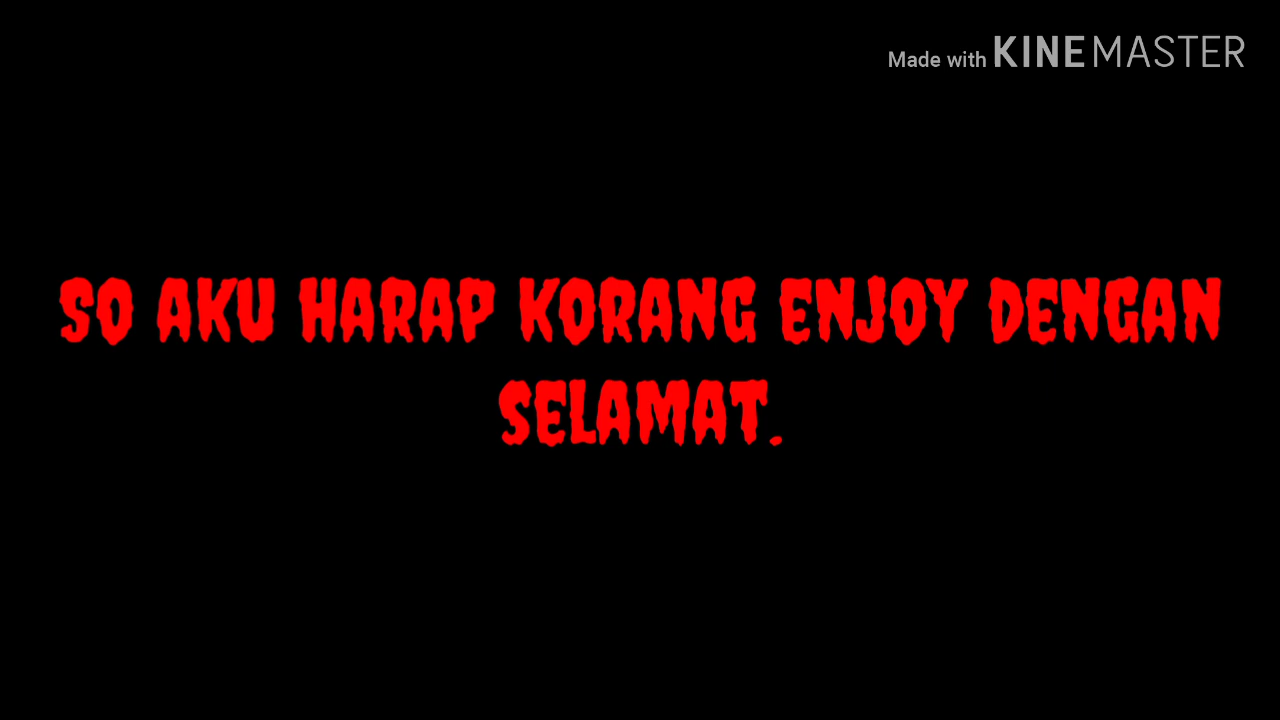 Made with KINEMASTER
SO AKU HARAP KORANG ENJOY DENGAN
SELAMAT.